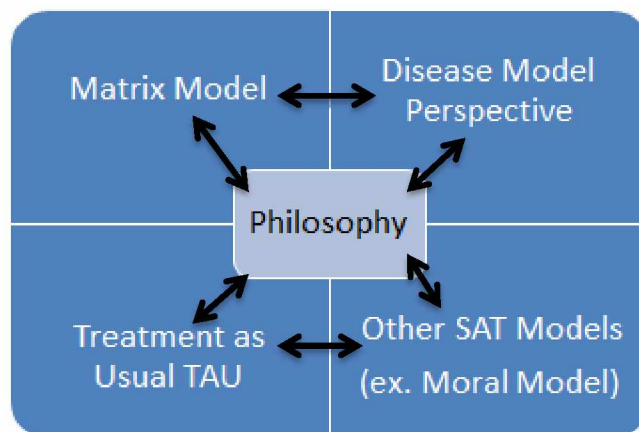 Matrix Model
Disease Model
Perspective
Philosophy
Treatment as
Usual TAU
Other SAT Models
(ex. Moral Model)